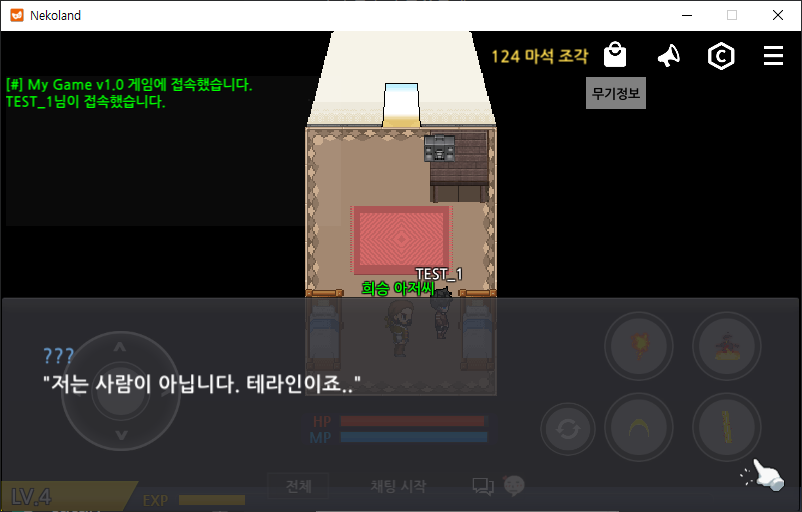 Nekoland
124 마석 조각
[#] My Game v1.0 게임에 접속했습니다.
TEST_1님이 접속했습니다.
무기정보
TEST_1
희승 아저씨
???
"저는 사람이 아닙니다. 테라인이죠.."
HP
MP
전체
채팅 시작
LV.4
EXP